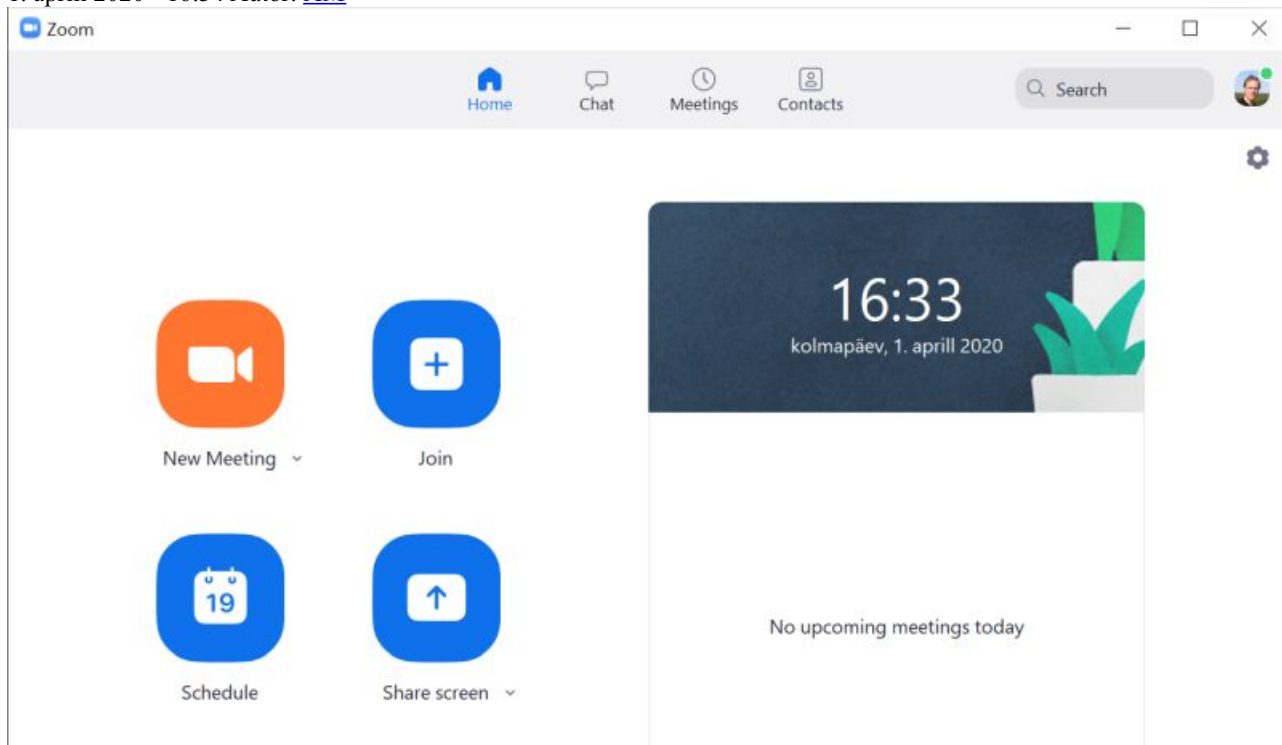 Zoom
Home
Chat
Meetings
Contacts
Search
16:33
kolmapäev, 1. aprill 2020
New Meeting
Join
19
Schedule
Share screen
No upcoming meetings today